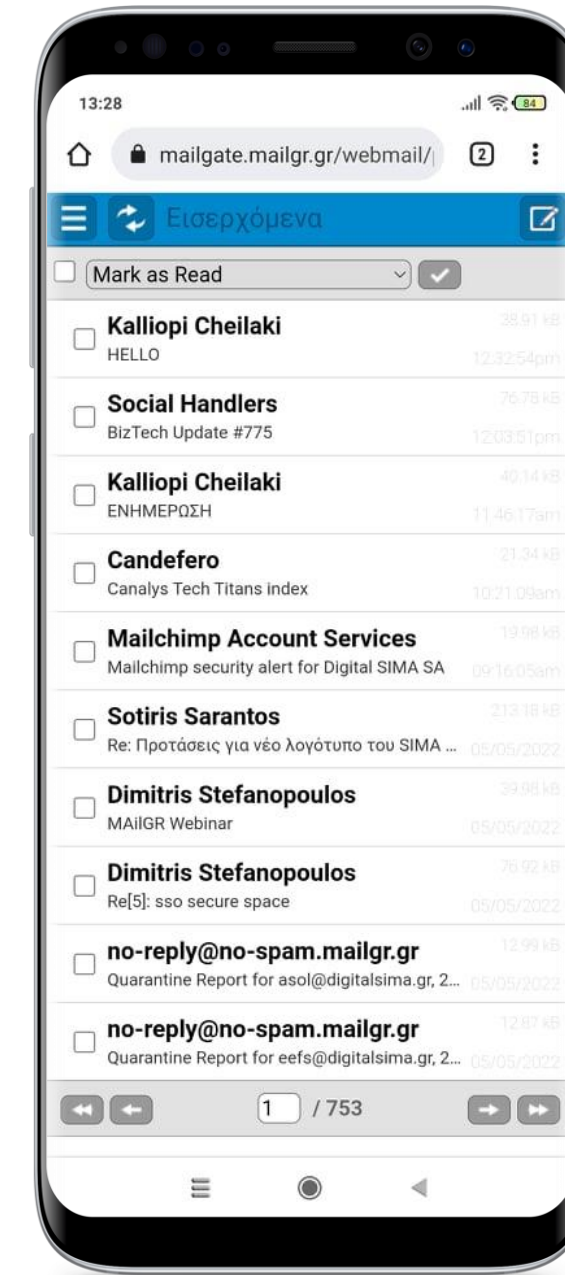 13:28 84
mailgate.mailgr.gr/webmail/ 2
Εισερχόμενα
Mark as Read
Kalliopi Cheilaki 38.91 kB
HELLO 12:32:54pm
Social Handlers 76.78 kB
BizTech Update #775 12:03:51pm
Kalliopi Cheilaki 40.14 kB
ΕΝΗΜΕΡΩΣΗ 11:46:17am
Candefero 21.34 kB
Canalys Tech Titans index 10:21:09am
Mailchimp Account Services 19.98 kB
Mailchimp security alert for Digital SIMA SA 09:16:05am
Sotiris Sarantos 213.18 kB
Re: Προτάσεις για νέο λογότυπο του SIMA ... 05/05/2022
Dimitris Stefanopoulos 39.98 kB
MAilGR Webinar 05/05/2022
Dimitris Stefanopoulos 76.92 kB
Re[5]: sso secure space 05/05/2022
no-reply@no-spam.mailgr.gr 12.99 kB
Quarantine Report for asol@digitalsima.gr, 2... 05/05/2022
no-reply@no-spam.mailgr.gr 12.87 kB
Quarantine Report for eefs@digitalsima.gr, 2... 05/05/2022
1 / 753